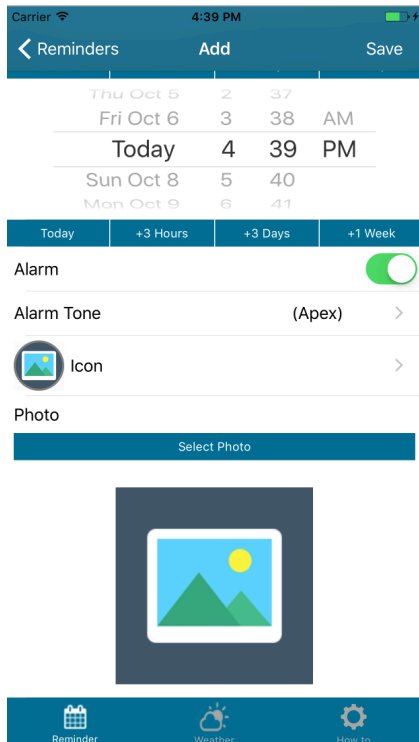 Carrier 4:39 PM
Reminders Add Save
Thu Oct 5 2 37
Fri Oct 6 3 38 AM
Today 4 39 PM
Sun Oct 8 5 40
Mon Oct 9 6 41
Today +3 Hours +3 Days +1 Week
Alarm
Alarm Tone (Apex)
Icon
Photo
Select Photo
Reminder Weather How to